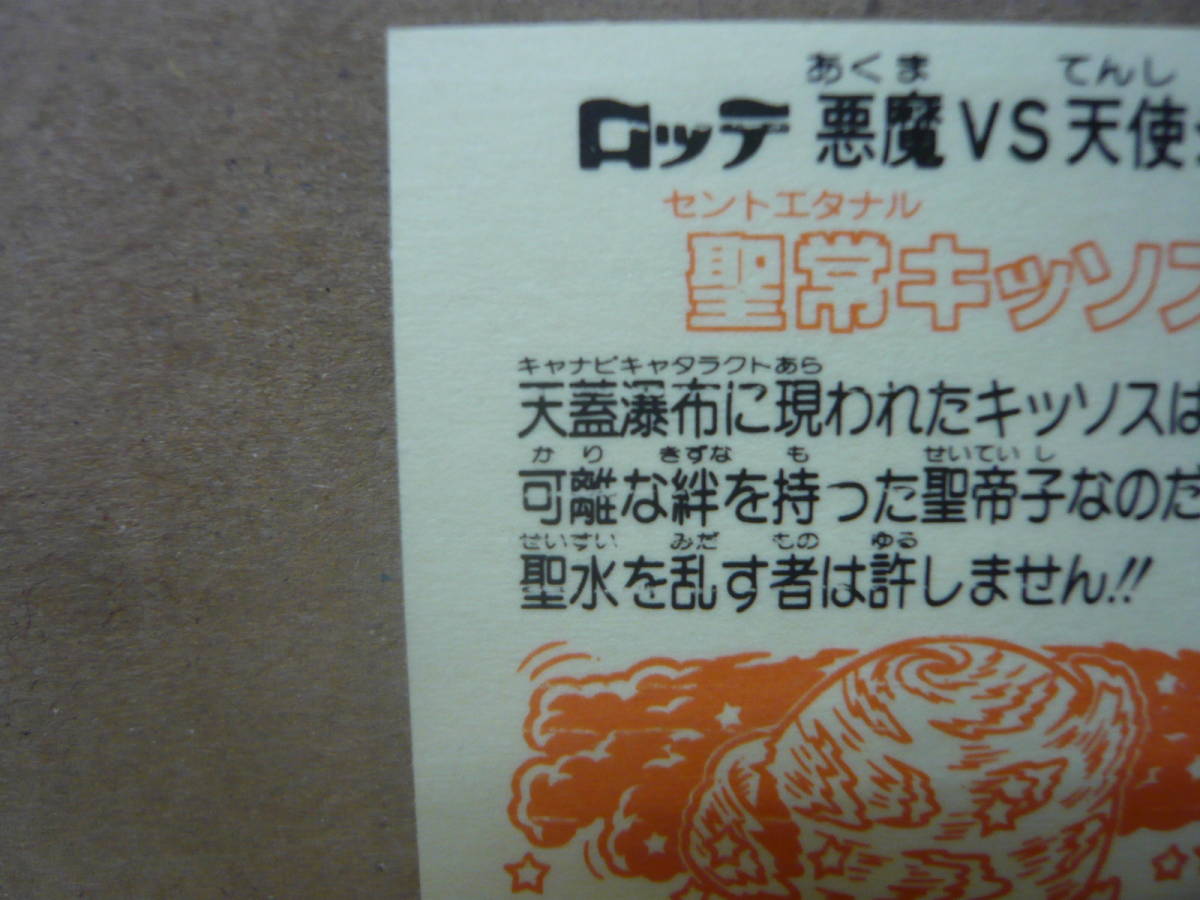 あくま てんし
ロッテ 悪魔VS天使
セントエタナル
聖常キッソス
キャナピキャタラクトあら
天蓋瀑布に現われたキッソスは
かり きずな も せいていし
可離な絆を持った聖帝子なのだ
せいすい みだ もの ゆる
聖水を乱す者は許しません!!